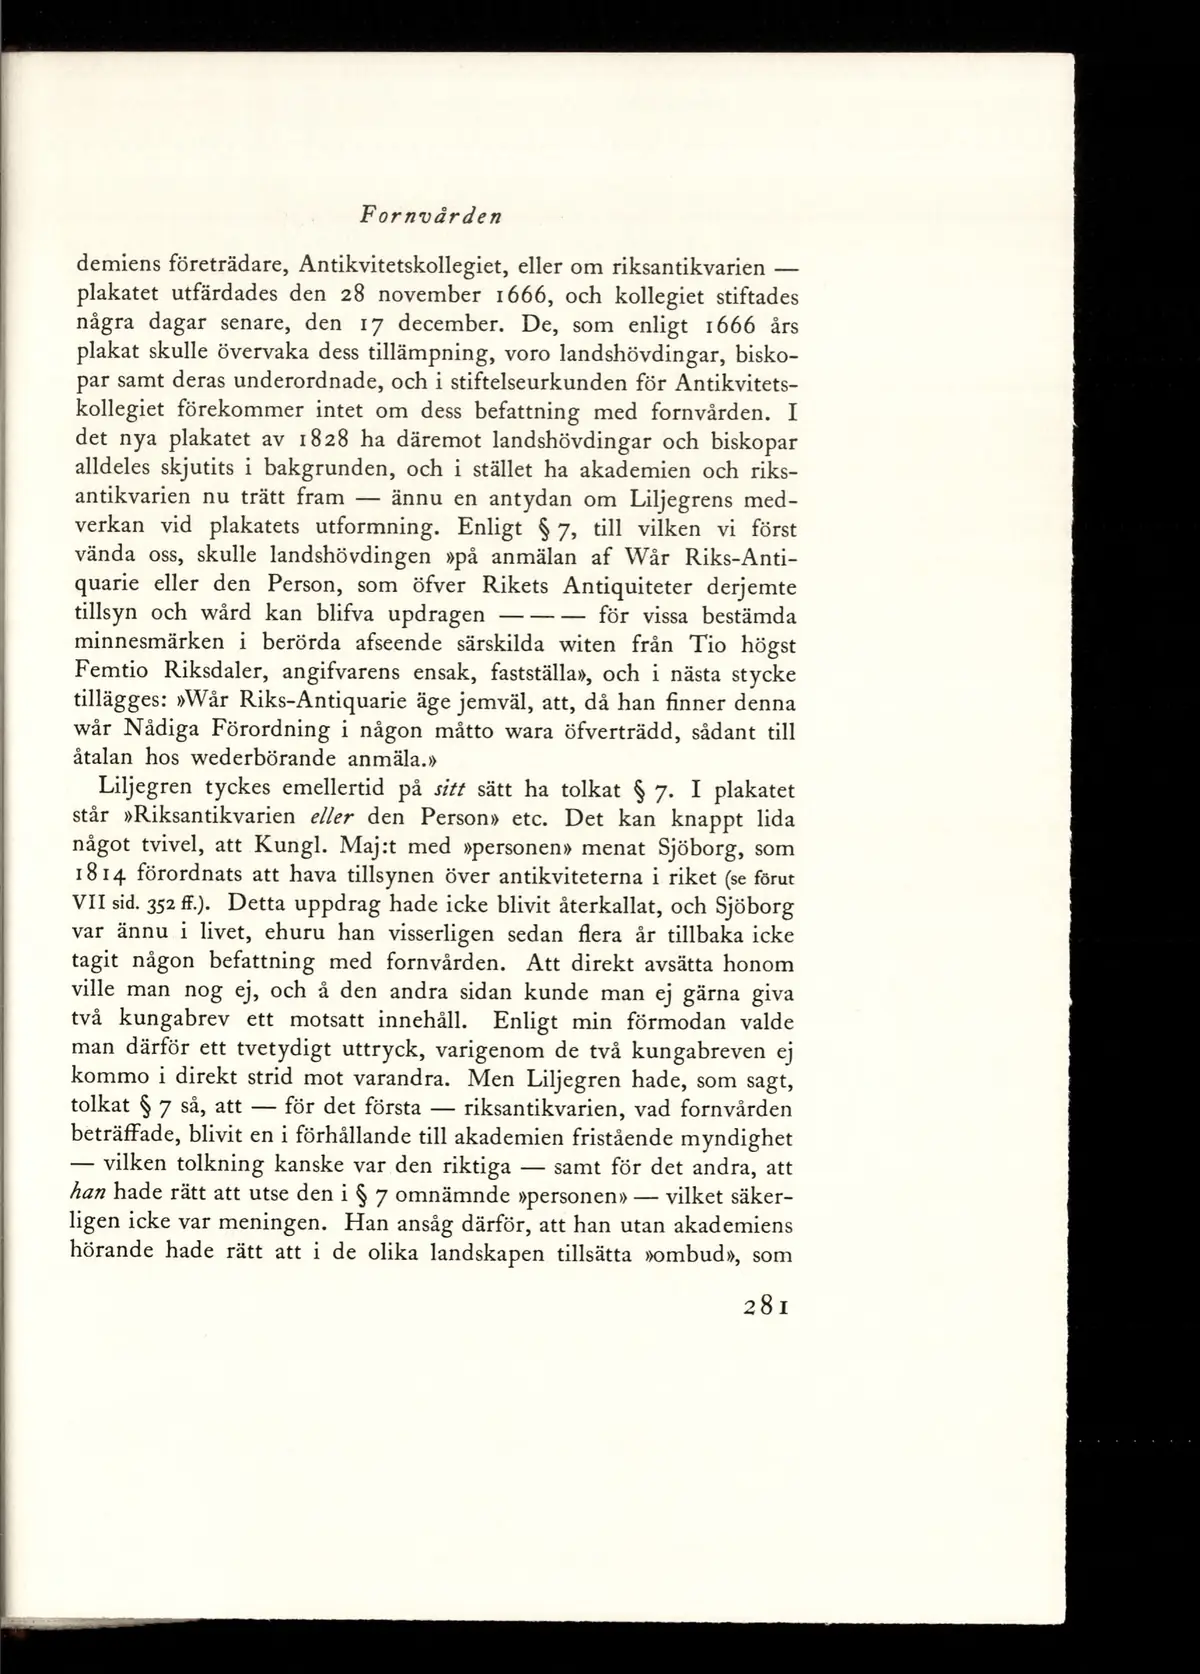 Fornvården
demiens företrädare, Antikvitetskollegiet, eller om riksantikvarien —
plakatet utfärdades den 28 november 1666, och kollegiet stiftades
några dagar senare, den 17 december. De, som enligt 1666 års
plakat skulle övervaka dess tillämpning, voro landshövdingar, bisko-
par samt deras underordnade, och i stiftelseurkunden för Antikvitets-
kollegiet förekommer intet om dess befattning med fornvården. I
det nya plakatet av 1828 ha däremot landshövdingar och biskopar
alldeles skjutits i bakgrunden, och i stället ha akademien och riks-
antikvarien nu trätt fram — ännu en antydan om Liljegrens med-
verkan vid plakatets utformning. Enligt § 7, till vilken vi först
vända oss, skulle landshövdingen »på anmälan af Wår Riks-Anti-
quarie eller den Person, som öfver Rikets Antiquiteter derjemte
tillsyn och wård kan blifva updragen — — — för vissa bestämda
minnesmärken i berörda afseende särskilda witen från Tio högst
Femtio Riksdaler, angifvarens ensak, fastställa», och i nästa stycke
tillägges: »Wår Riks-Antiquarie äge jemväl, att, då han finner denna
wår Nådiga Förordning i någon måtto wara öfverträdd, sådant till
åtalan hos wederbörande anmäla.»
Liljegren tyckes emellertid på sitt sätt ha tolkat § 7. I plakatet
står »Riksantikvarien eller den Person» etc. Det kan knappt lida
något tvivel, att Kungl. Maj:t med »personen» menat Sjöborg, som
1814 förordnats att hava tillsynen över antikviteterna i riket (se förut
VII sid. 352 ff.). Detta uppdrag hade icke blivit återkallat, och Sjöborg
var ännu i livet, ehuru han visserligen sedan flera år tillbaka icke
tagit någon befattning med fornvården. Att direkt avsätta honom
ville man nog ej, och å den andra sidan kunde man ej gärna giva
två kungabrev ett motsatt innehåll. Enligt min förmodan valde
man därför ett tvetydigt uttryck, varigenom de två kungabreven ej
kommo i direkt strid mot varandra. Men Liljegren hade, som sagt,
tolkat § 7 så, att — för det första — riksantikvarien, vad fornvården
beträffade, blivit en i förhållande till akademien fristående myndighet
— vilken tolkning kanske var den riktiga — samt för det andra, att
han hade rätt att utse den i § 7 omnämnde »personen» — vilket säker-
ligen icke var meningen. Han ansåg därför, att han utan akademiens
hörande hade rätt att i de olika landskapen tillsätta »ombud», som
281